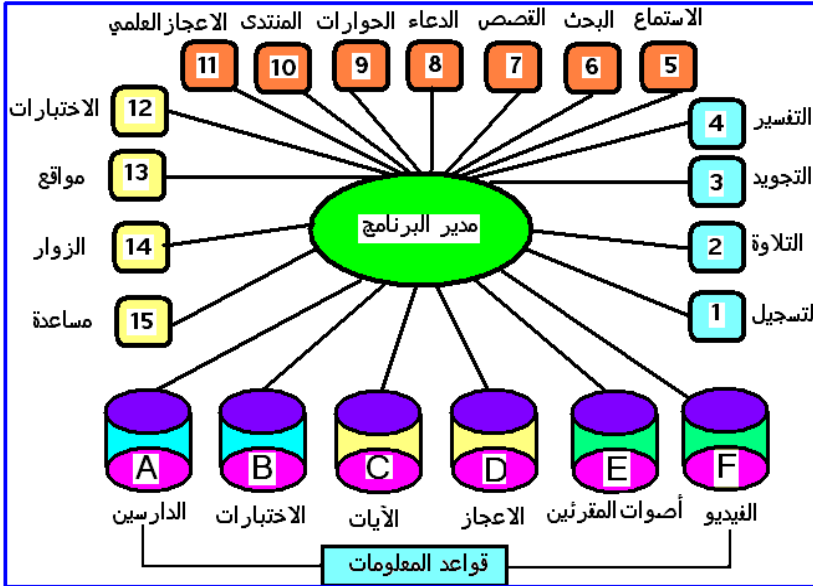 الاستماع
البحث
القصص
الدعاء
الحوارات
المنتدى
الاعجاز العلمي
5
6
7
8
9
10
11
التفسير
4
12
الاختبارات
التجويد
3
13
مواقع
التلاوة
2
14
الزوار
لتسجيل
1
15
مساعدة
مدير البرنامج
A
B
C
D
E
F
الدارسين
الاختبارات
الآيات
الاعجاز
أصوات المقرئين
الفيديو
قواعد المعلومات